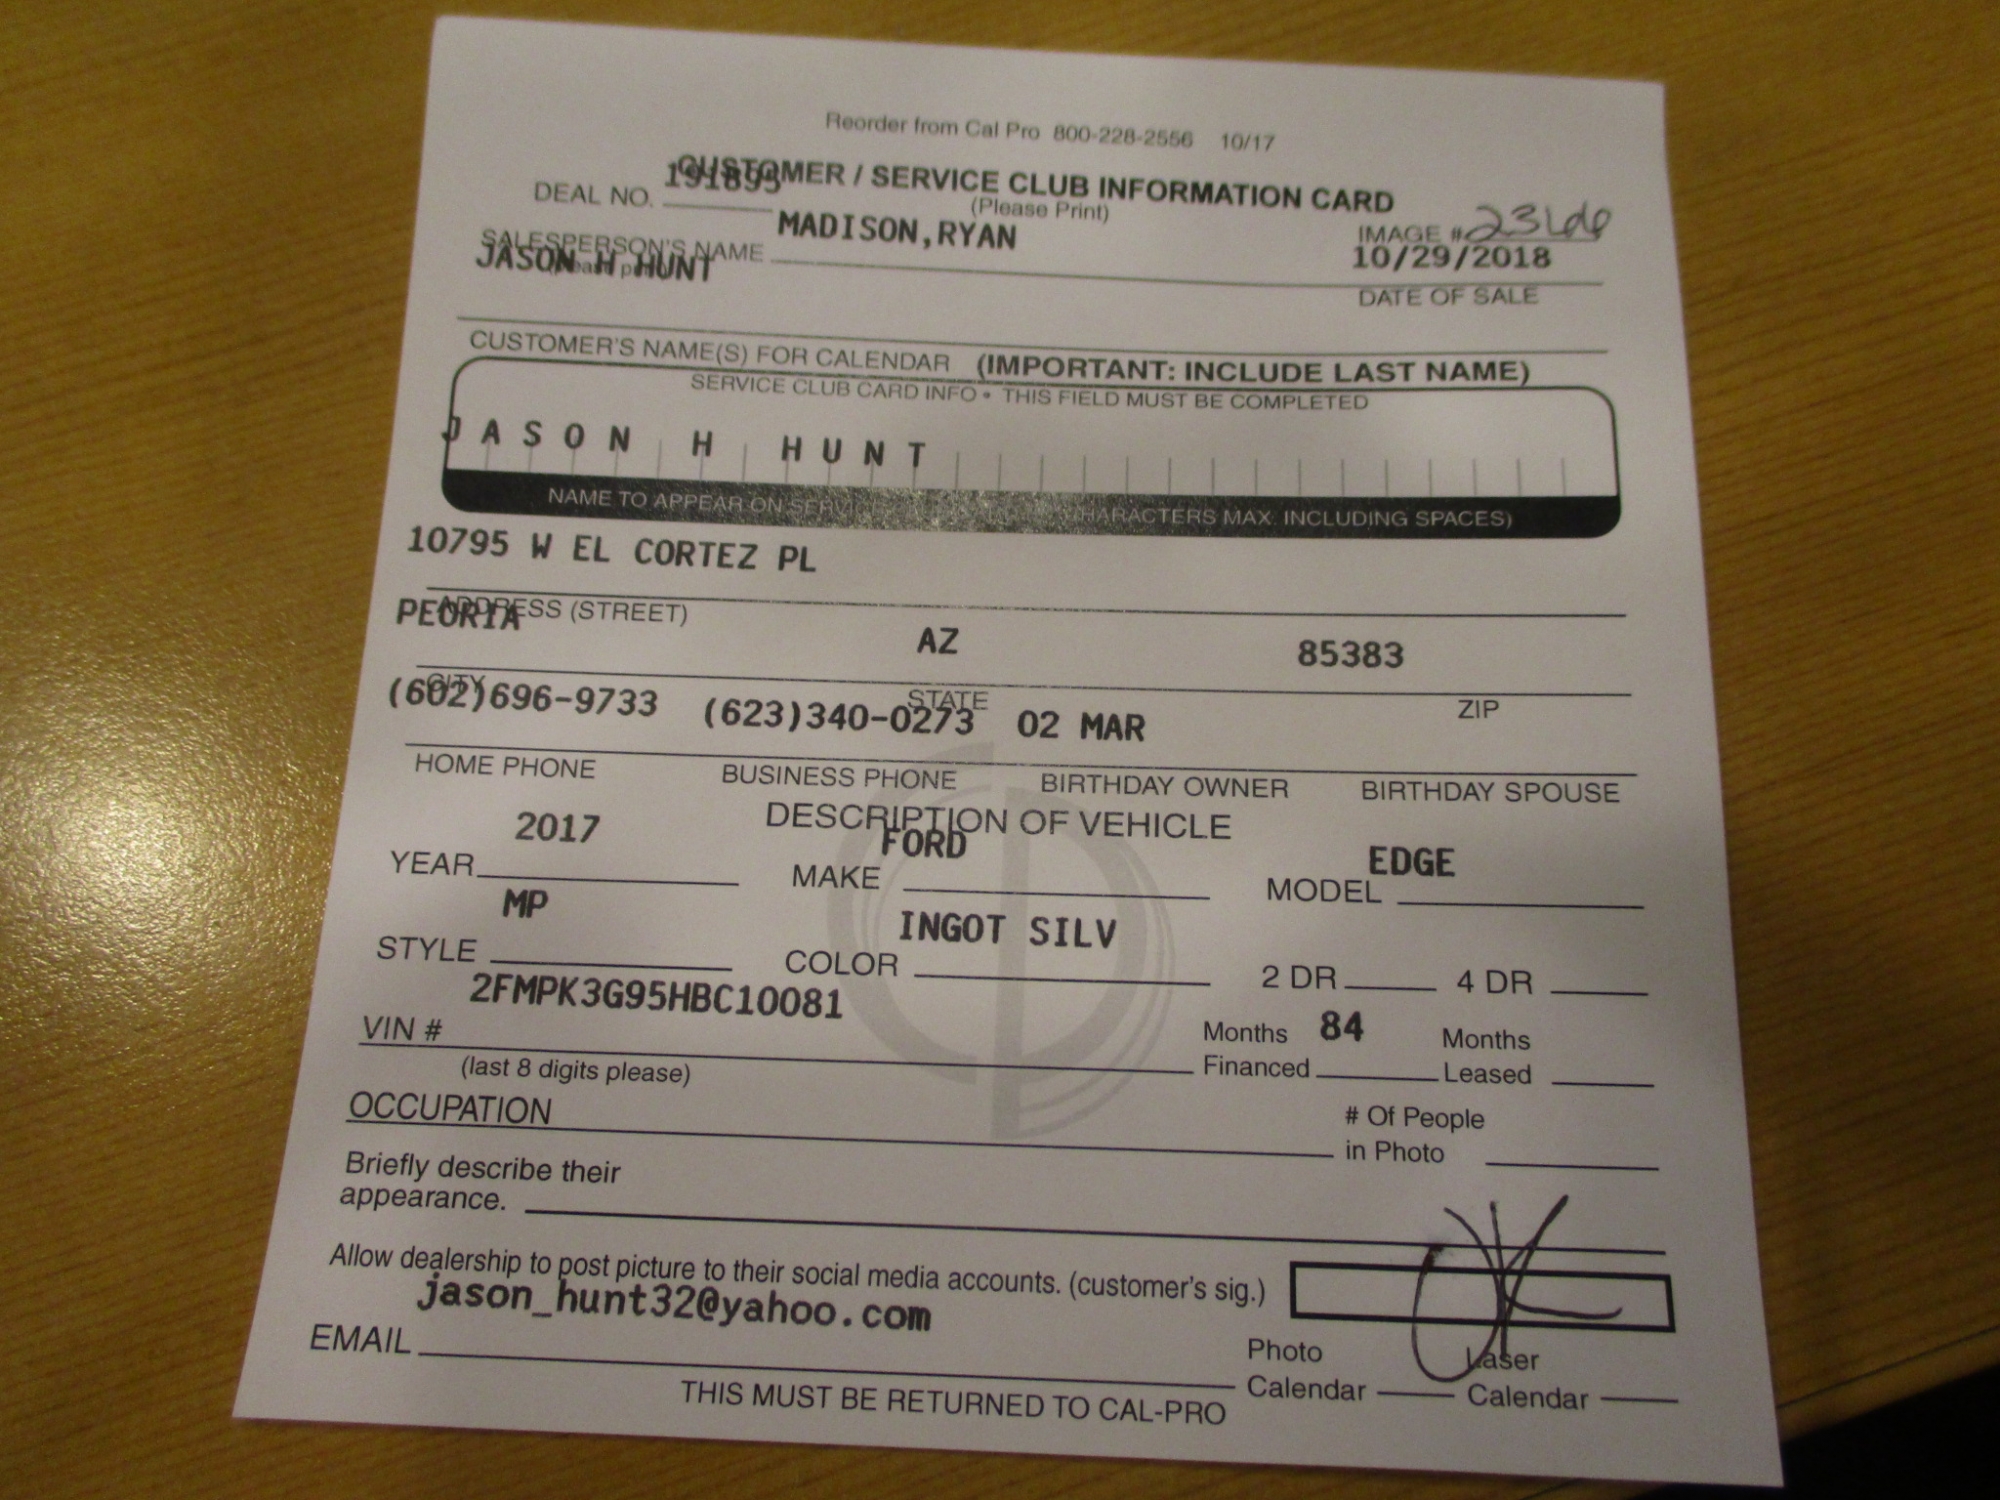 Reorder from Cal Pro 800-228-2556 10/17
CUSTOMER / SERVICE CLUB INFORMATION CARD
DEAL NO. 191895
(Please Print)
MADISON,RYAN
IMAGE #
SALESPERSON'S NAME
(please print)
JASON H HUNT
10/29/2018
DATE OF SALE
CUSTOMER'S NAME(S) FOR CALENDAR (IMPORTANT: INCLUDE LAST NAME)
SERVICE CLUB CARD INFO • THIS FIELD MUST BE COMPLETED
JASON H HUNT
NAME TO APPEAR ON CHARACTERS MAX. INCLUDING SPACES)
10795 W EL CORTEZ PL
ADDRESS (STREET)
PEORIA AZ 85383
CITY STATE ZIP
(602)696-9733 (623)340-0273 02 MAR
HOME PHONE BUSINESS PHONE BIRTHDAY OWNER BIRTHDAY SPOUSE
DESCRIPTION OF VEHICLE
2017 FORD EDGE
YEAR MAKE MODEL
MP INGOT SILV
STYLE COLOR 2 DR 4 DR
2FMPK3G95HBC10081
VIN #
(last 8 digits please)
Months Financed 84 Months Leased
OCCUPATION
# Of People in Photo
Briefly describe their
appearance.
Allow dealership to post picture to their social media accounts. (customer's sig.)
jason_hunt32@yahoo.com
EMAIL
Photo Calendar Laser Calendar
THIS MUST BE RETURNED TO CAL-PRO